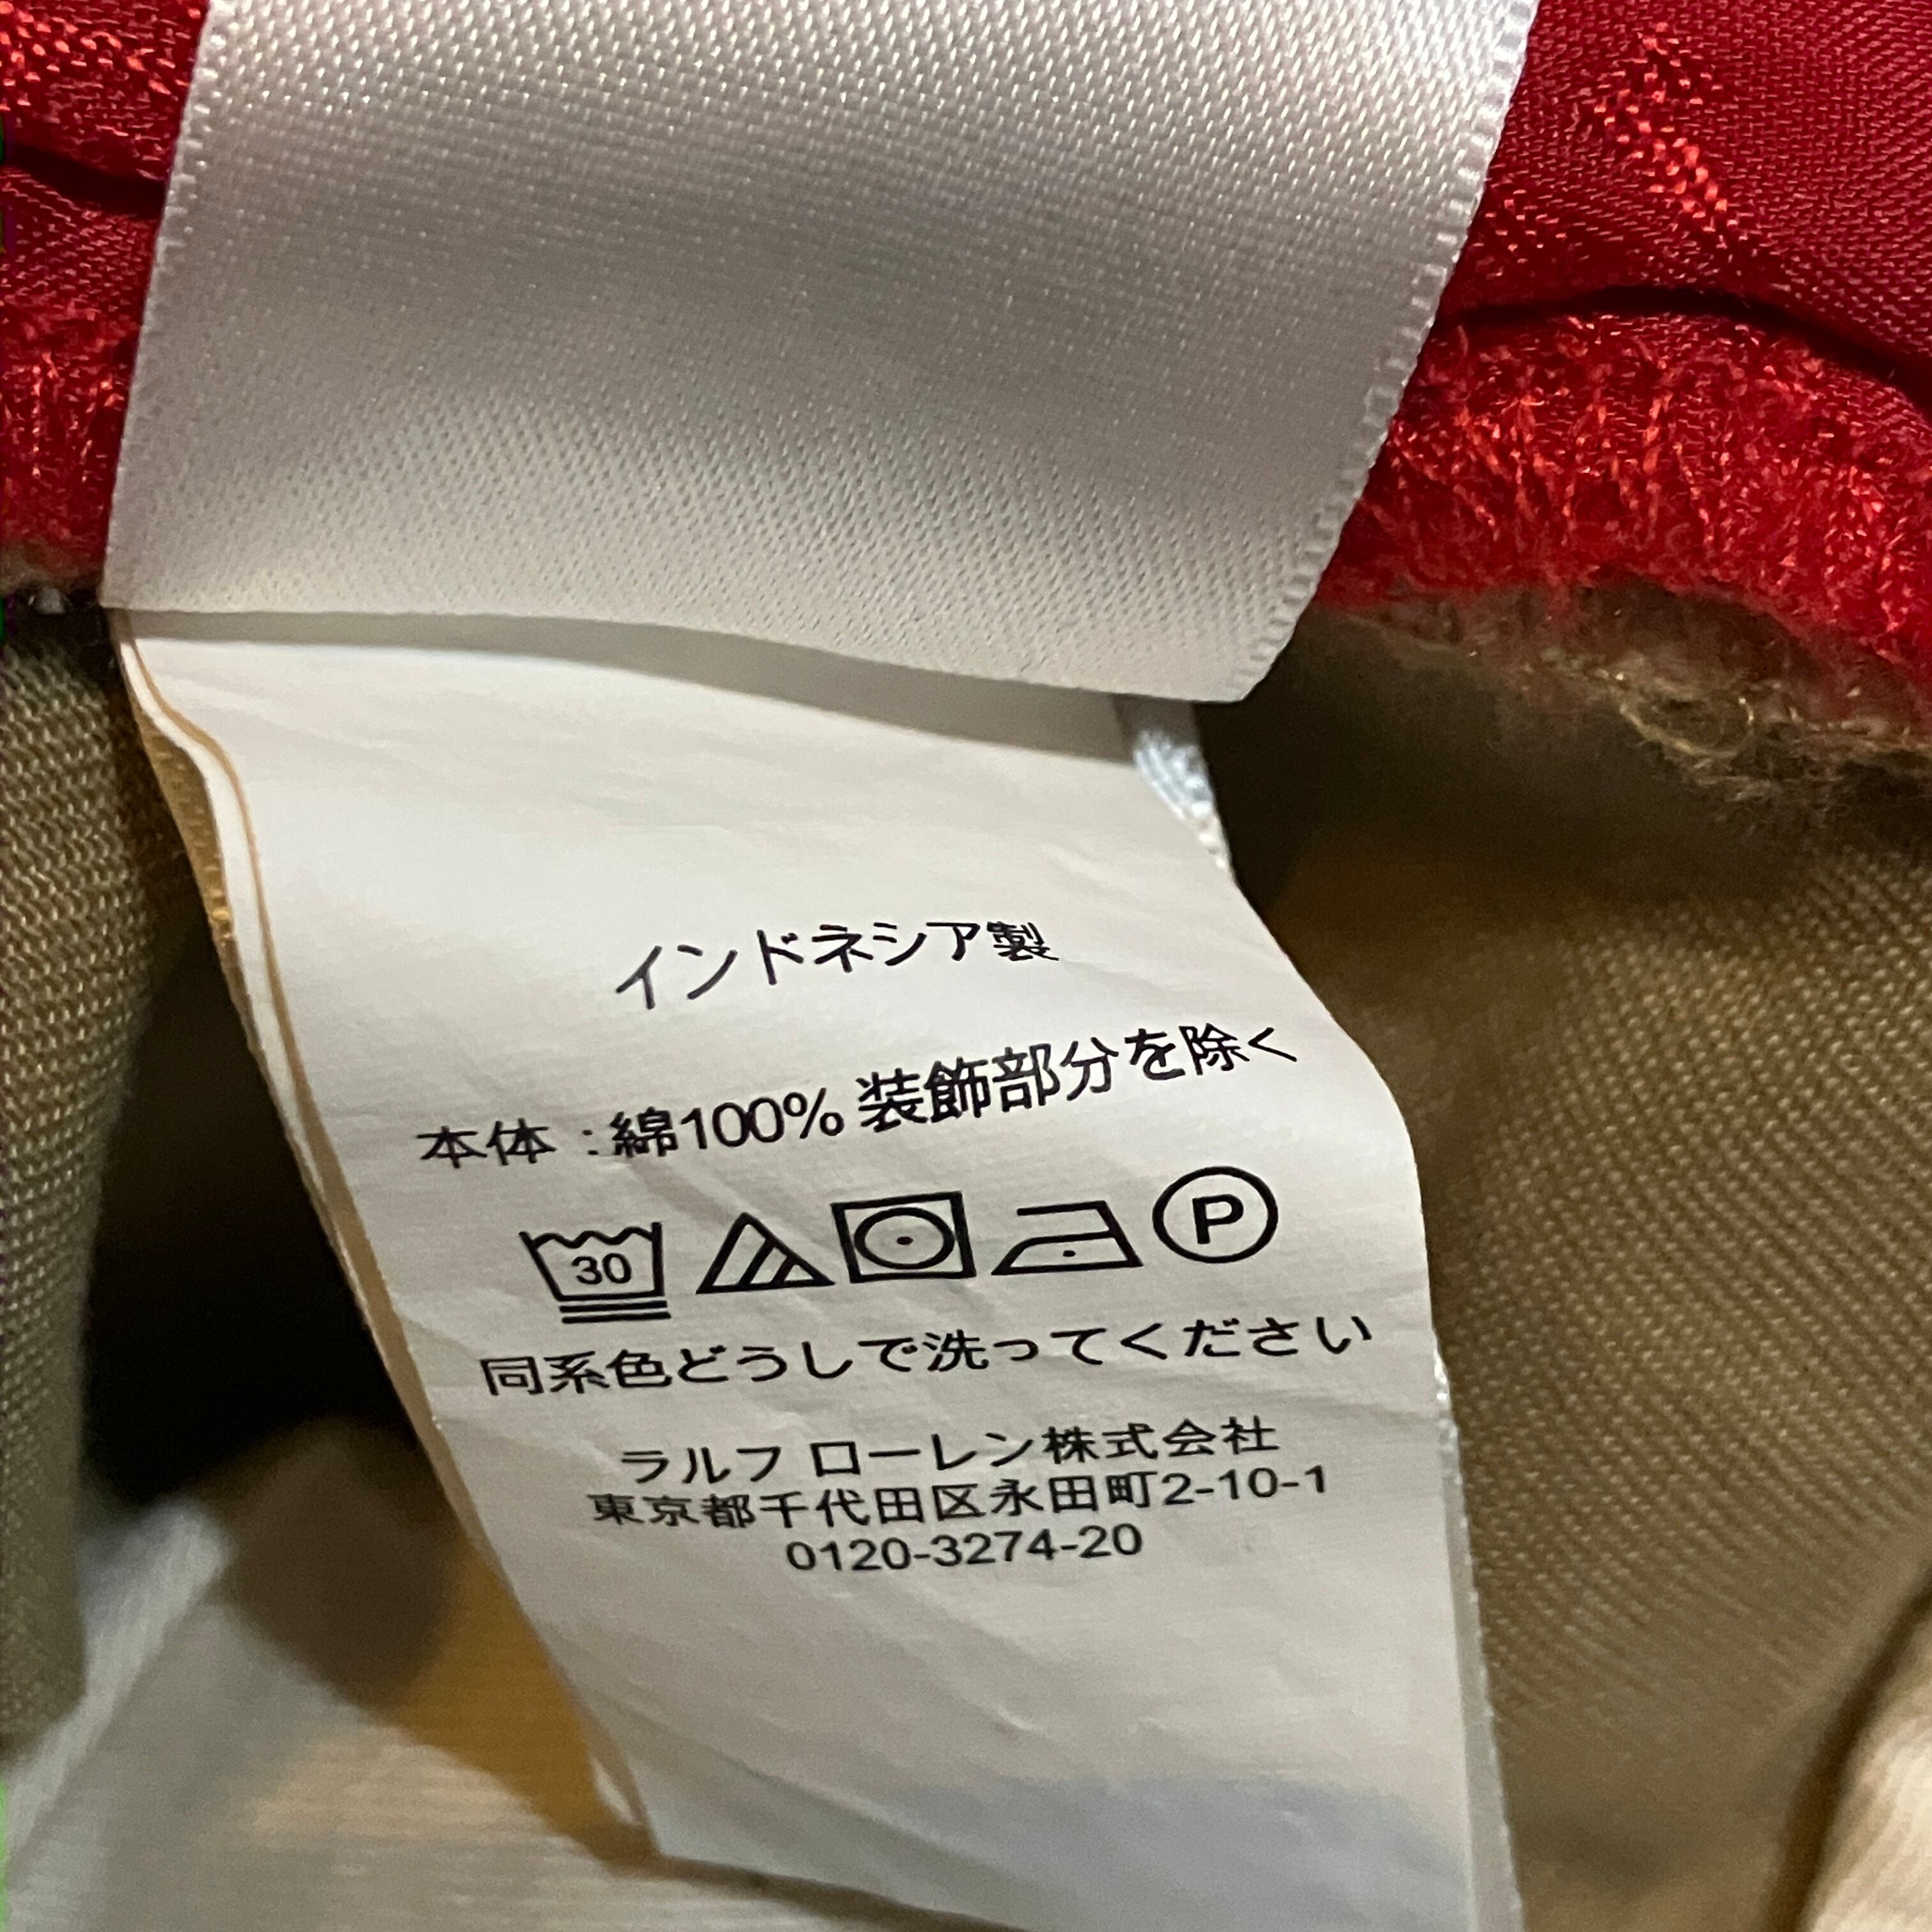 インドネシア製
本体 : 綿100% 装飾部分を除く
30 P
同系色どうしで洗ってください
ラルフ ローレン株式会社
東京都千代田区永田町2-10-1
0120-3274-20